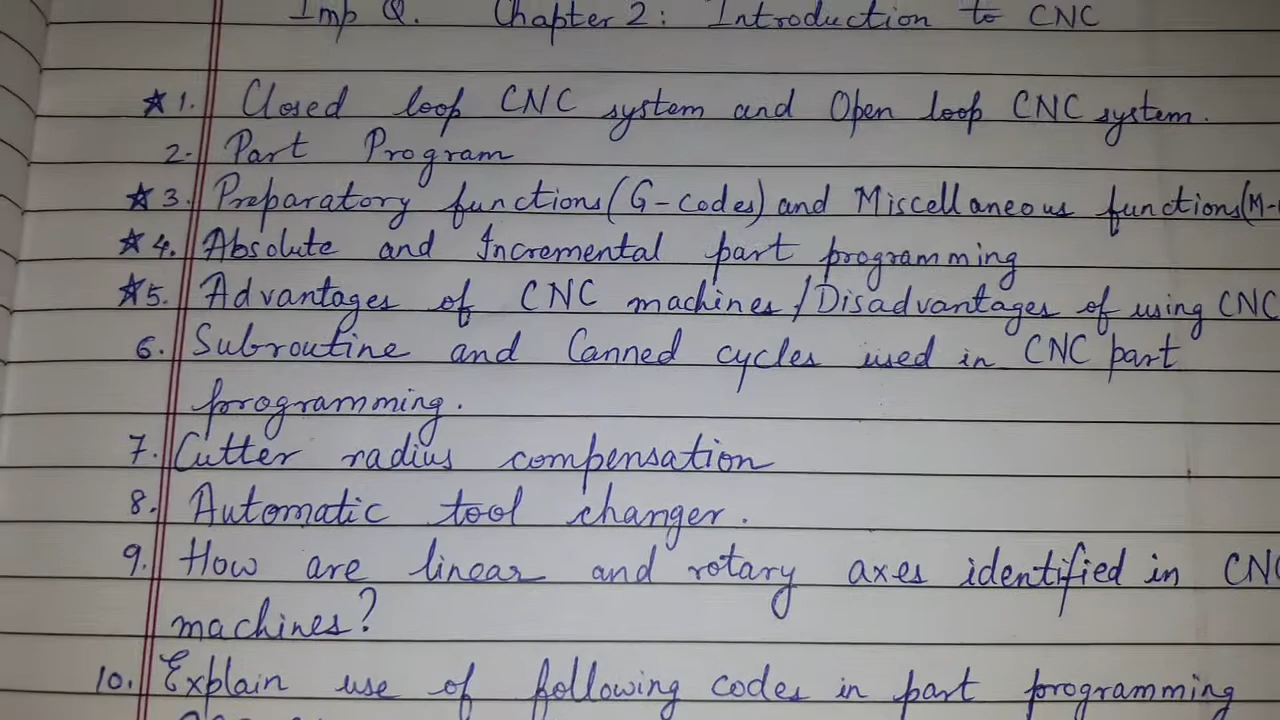 Imp Q. Chapter 2: Introduction to CNC
★ 1. Closed loop CNC system and Open loop CNC system.
2. Part Program
★ 3. Preparatory functions (G-codes) and Miscellaneous functions (M-
★ 4. Absolute and Incremental part programming
★ 5. Advantages of CNC machines / Disadvantages of using CNC
6. Subroutine and Canned cycles used in CNC part
programming.
7. Cutter radius compensation
8. Automatic tool changer.
9. How are linear and rotary axes identified in CNC
machines?
10. Explain use of following codes in part programming